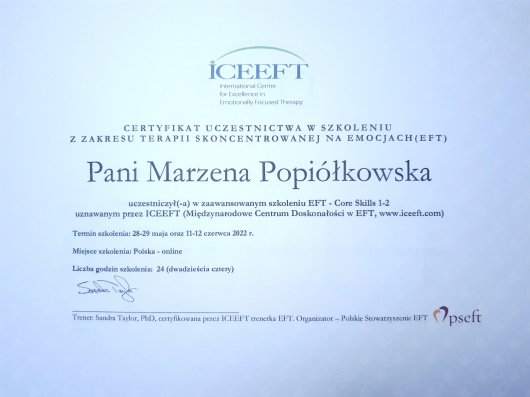 ICEEFT
International Centre
for Excellence in
Emotionally Focused Therapy
CERTYFIKAT UCZESTNICTWA W SZKOLENIU
Z ZAKRESU TERAPII SKONCENTROWANEJ NA EMOCJACH(EFT)
Pani Marzena Popiółkowska
uczestniczył(-a) w zaawansowanym szkoleniu EFT - Core Skills 1-2
uznawanym przez ICEEFT (Międzynarodowe Centrum Doskonałości w EFT, www.iceeft.com)
Termin szkolenia: 28-29 maja oraz 11-12 czerwca 2022 r.
Miejsce szkolenia: Polska - online
Liczba godzin szkolenia: 24 (dwadzieścia cztery)
Sandra Taylor
Trener: Sandra Taylor, PhD, certyfikowana przez ICEEFT trenerka EFT. Organizator – Polskie Stowarzyszenie EFT pseft